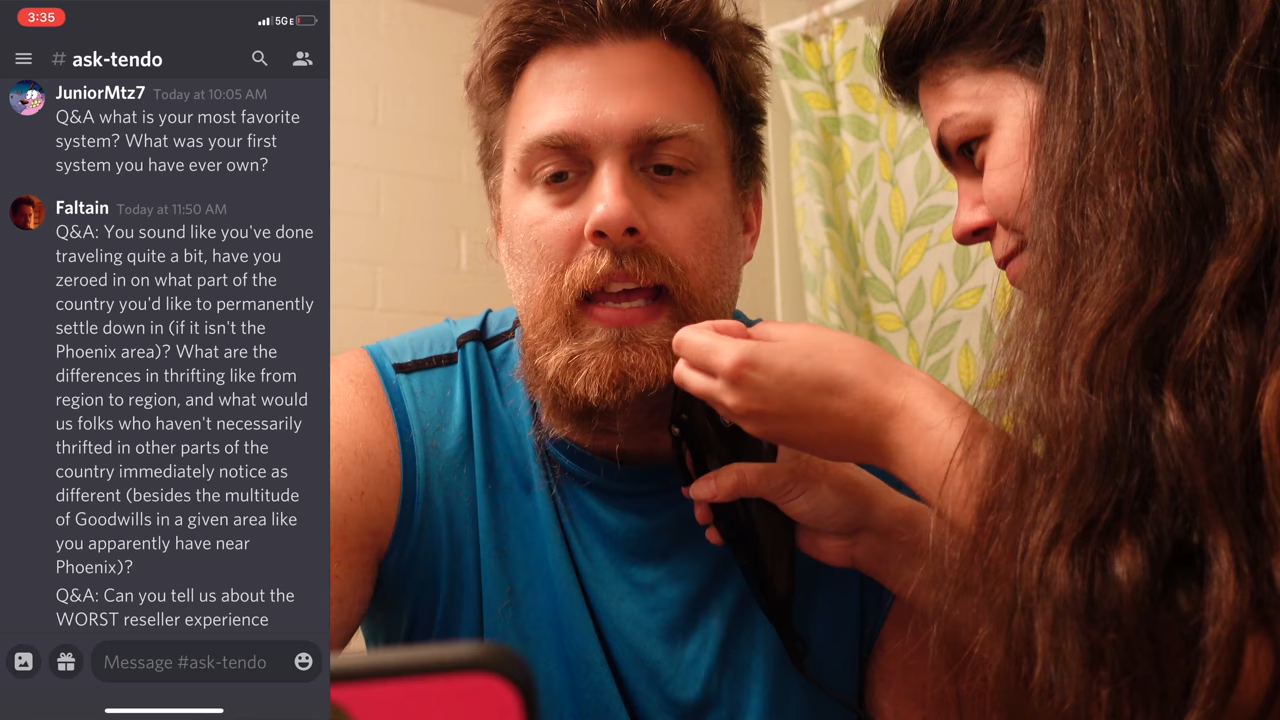 3:35
5GE
# ask-tendo
JuniorMtz7 Today at 10:05 AM
Q&A what is your most favorite
system? What was your first
system you have ever own?
Faltain Today at 11:50 AM
Q&A: You sound like you've done
traveling quite a bit, have you
zeroed in on what part of the
country you'd like to permanently
settle down in (if it isn't the
Phoenix area)? What are the
differences in thrifting like from
region to region, and what would
us folks who haven't necessarily
thrifted in other parts of the
country immediately notice as
different (besides the multitude
of Goodwills in a given area like
you apparently have near
Phoenix)?
Q&A: Can you tell us about the
WORST reseller experience
Message #ask-tendo